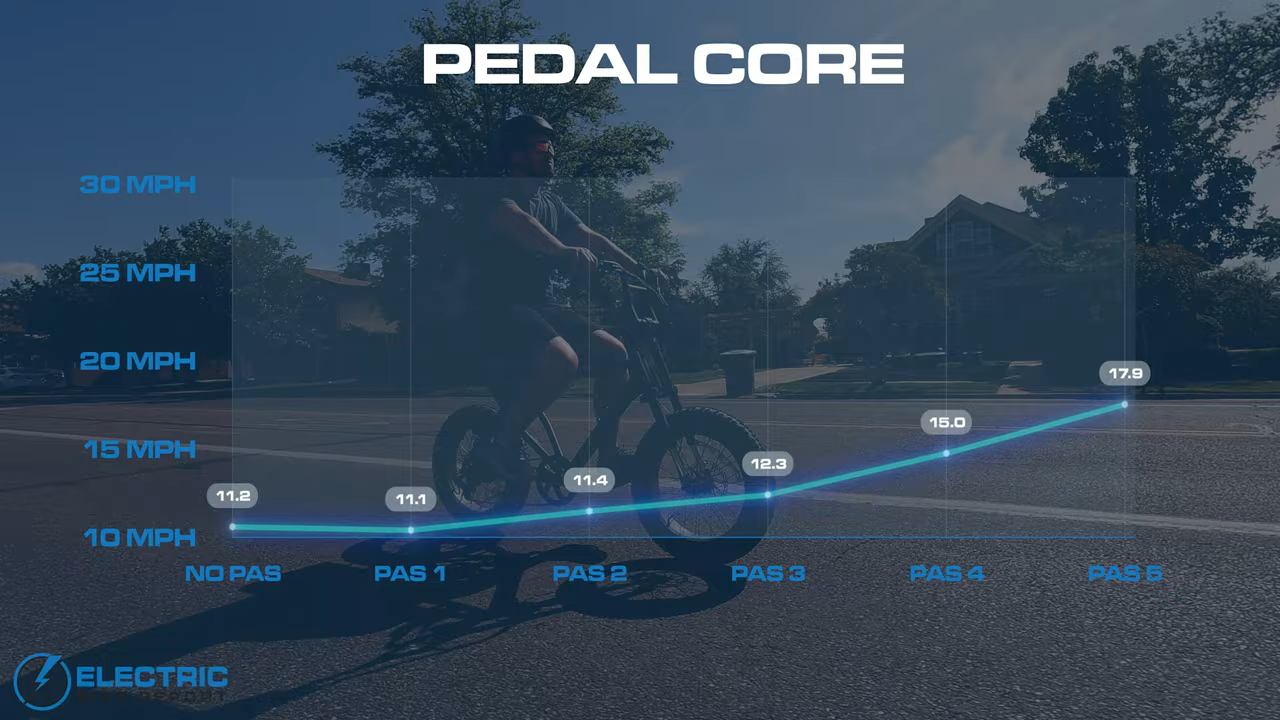 PEDAL CORE
30 MPH
25 MPH
20 MPH
15 MPH
10 MPH
11.2
11.1
11.4
12.3
15.0
17.9
NO PAS
PAS 1
PAS 2
PAS 3
PAS 4
PAS 5
ELECTRIC